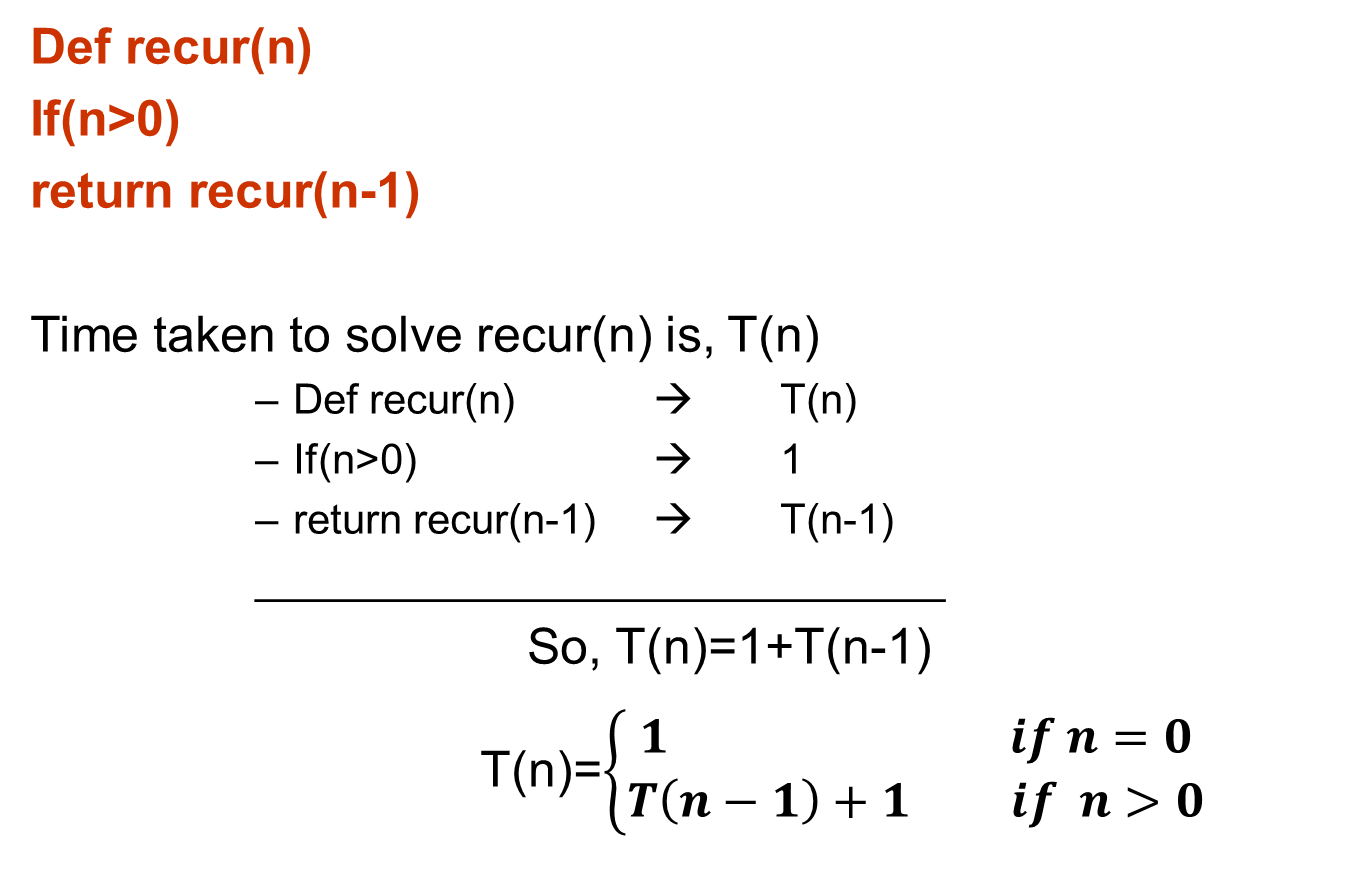 Def recur(n)
If(n>0)
return recur(n-1)
Time taken to solve recur(n) is, T(n)
– Def recur(n) → T(n)
– If(n>0) → 1
– return recur(n-1) → T(n-1)
So, T(n)=1+T(n-1)
T(n)={ 1 if n = 0
T(n − 1) + 1 if n > 0